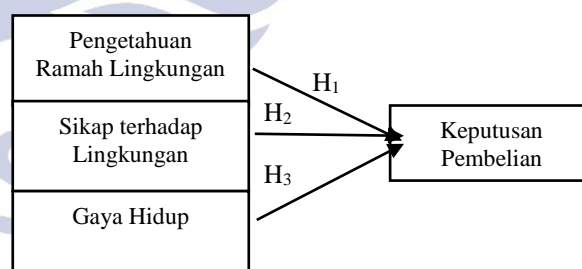 Pengetahuan
Ramah Lingkungan
H₁
H₂
Sikap terhadap
Lingkungan
Keputusan
Pembelian
H₃
Gaya Hidup